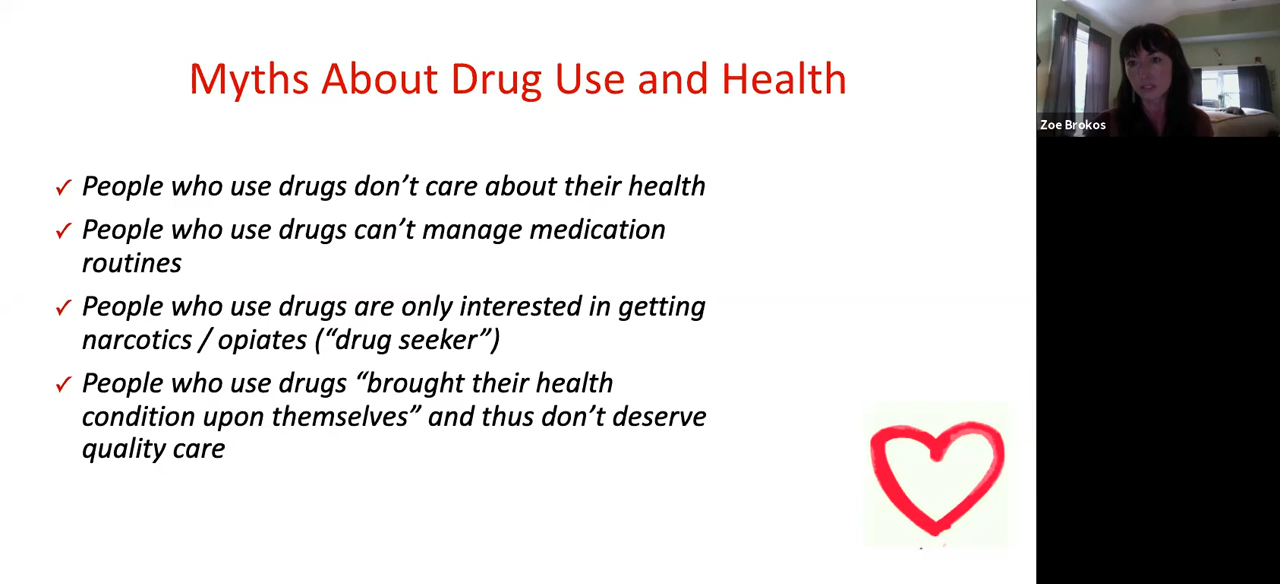 Myths About Drug Use and Health
Zoe Brokos
✓ People who use drugs don’t care about their health
✓ People who use drugs can’t manage medication
routines
✓ People who use drugs are only interested in getting
narcotics / opiates (“drug seeker”)
✓ People who use drugs “brought their health
condition upon themselves” and thus don’t deserve
quality care